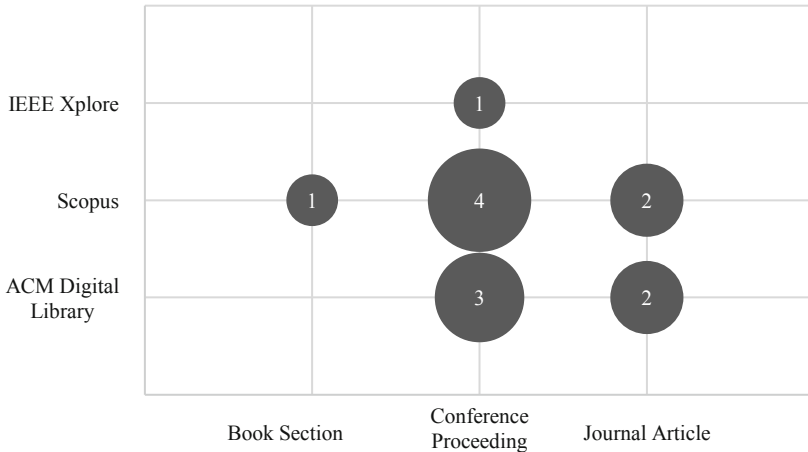 IEEE Xplore
1
Scopus
1
4
2
ACM Digital
Library
3
2
Book Section
Conference
Proceeding
Journal Article